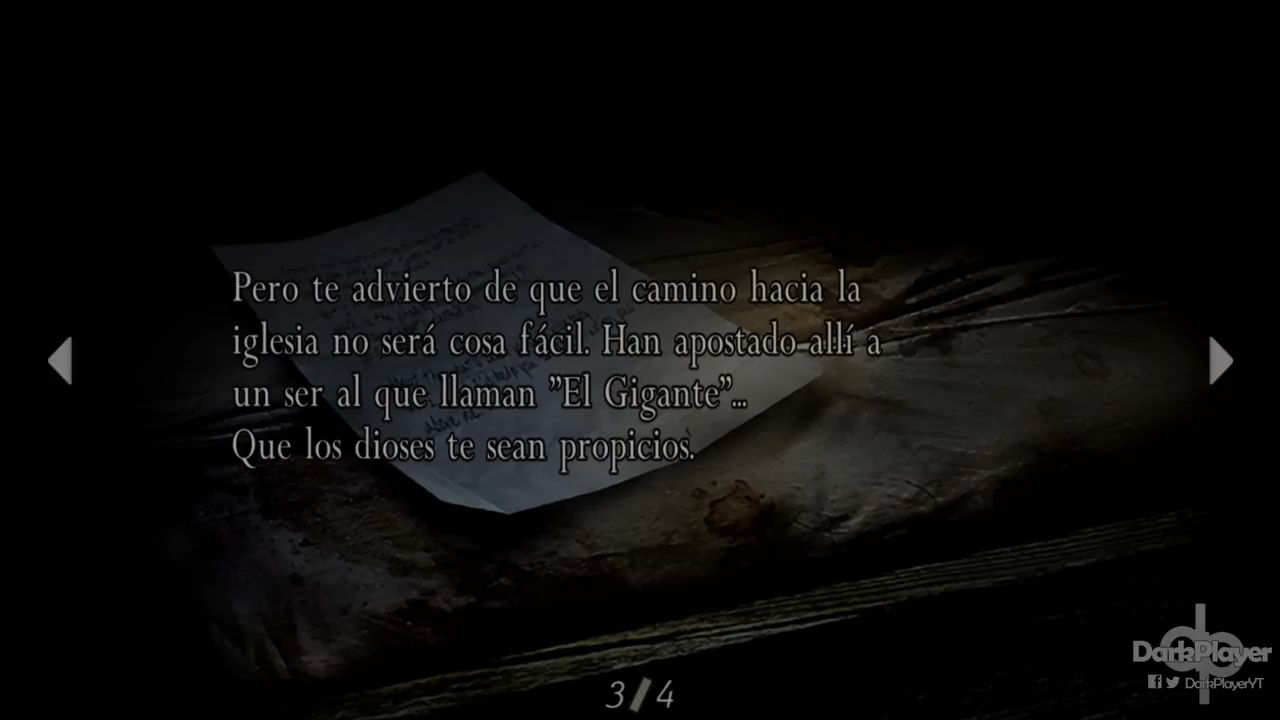 Pero te advierto de que el camino hacia la
iglesia no será cosa fácil. Han apostado allí a
un ser al que llaman ”El Gigante”...
Que los dioses te sean propicios.
3/4
DarkPlayer
DarkPlayerYT